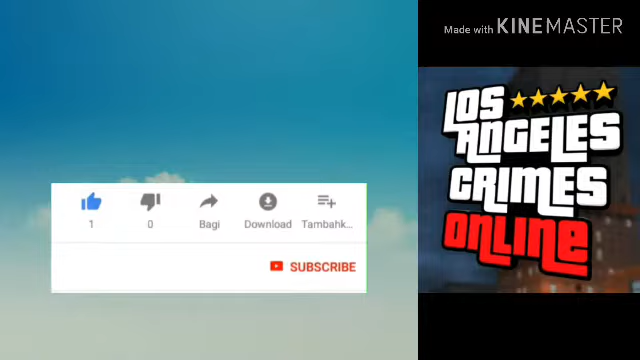 Made with KINEMASTER
LOS
ANGELES
CRIMES
ONLINE
1
0
Bagi
Download
Tambahk...
SUBSCRIBE